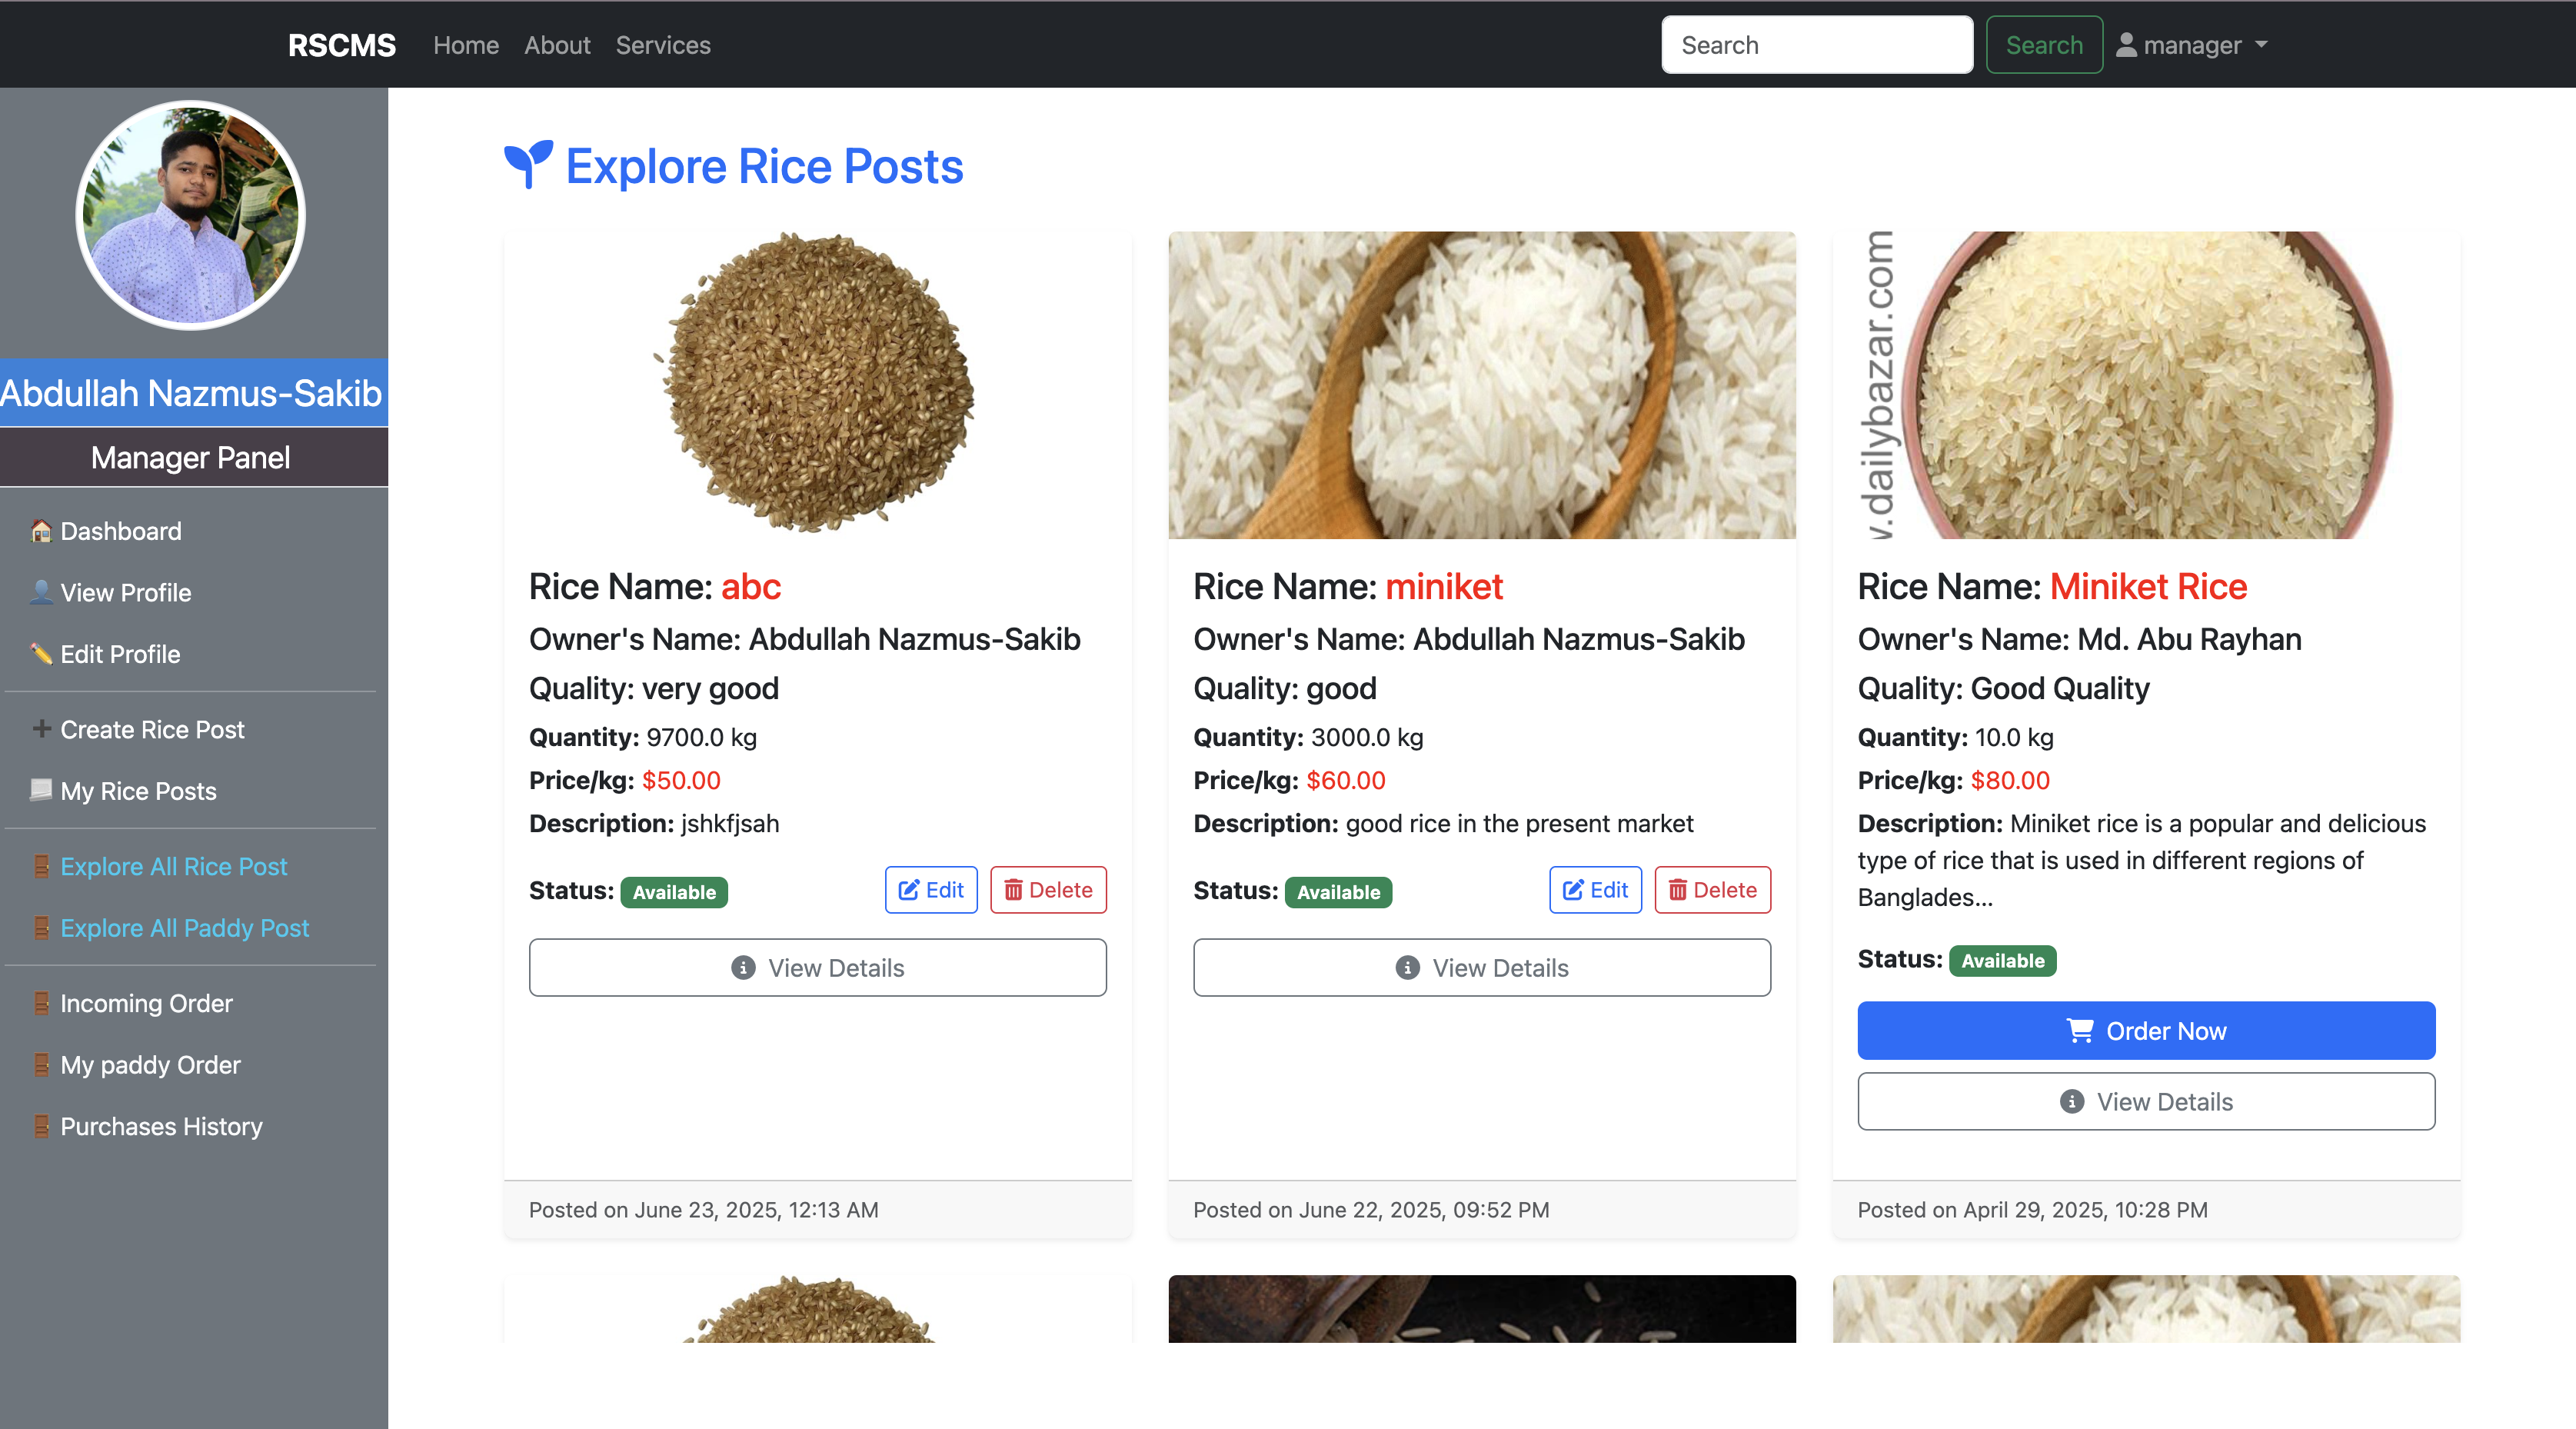 RSCMS Home About Services Search Search manager
Abdullah Nazmus-Sakib
Manager Panel
Dashboard
View Profile
Edit Profile
Create Rice Post
My Rice Posts
Explore All Rice Post
Explore All Paddy Post
Incoming Order
My paddy Order
Purchases History
Explore Rice Posts
Rice Name: abc
Owner's Name: Abdullah Nazmus-Sakib
Quality: very good
Quantity: 9700.0 kg
Price/kg: $50.00
Description: jshkfjsah
Status: Available Edit Delete
View Details
Posted on June 23, 2025, 12:13 AM
Rice Name: miniket
Owner's Name: Abdullah Nazmus-Sakib
Quality: good
Quantity: 3000.0 kg
Price/kg: $60.00
Description: good rice in the present market
Status: Available Edit Delete
View Details
Posted on June 22, 2025, 09:52 PM
v.dailybazar.com
Rice Name: Miniket Rice
Owner's Name: Md. Abu Rayhan
Quality: Good Quality
Quantity: 10.0 kg
Price/kg: $80.00
Description: Miniket rice is a popular and delicious
type of rice that is used in different regions of
Banglades...
Status: Available
Order Now
View Details
Posted on April 29, 2025, 10:28 PM